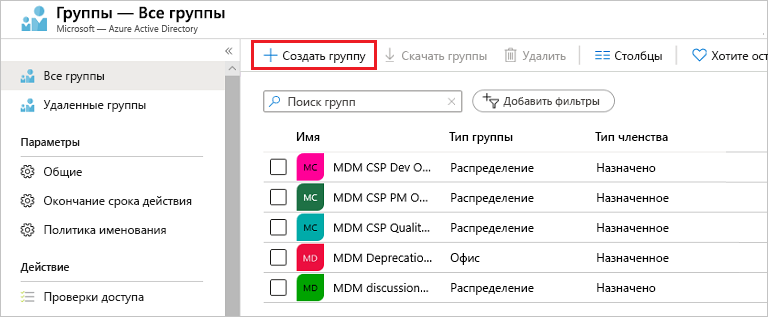 Группы — Все группы
Microsoft — Azure Active Directory
«
Все группы
Удаленные группы
Параметры
Общие
Окончание срока действия
Политика именования
Действие
Проверки доступа
+ Создать группу Скачать группы Удалить Столбцы Хотите ост
Поиск групп Добавить фильтры
Имя Тип группы Тип членства
MC MDM CSP Dev O... Распределение Назначено
MC MDM CSP PM O... Распределение Назначенное
MC MDM CSP Qualit... Распределение Назначенное
MD MDM Deprecatio... Офис Назначенное
MD MDM discussion... Распределение Назначено